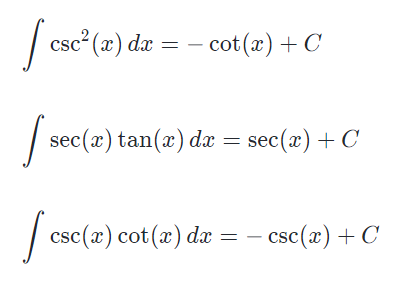 ∫ csc²(x) dx = − cot(x) + C
∫ sec(x) tan(x) dx = sec(x) + C
∫ csc(x) cot(x) dx = − csc(x) + C